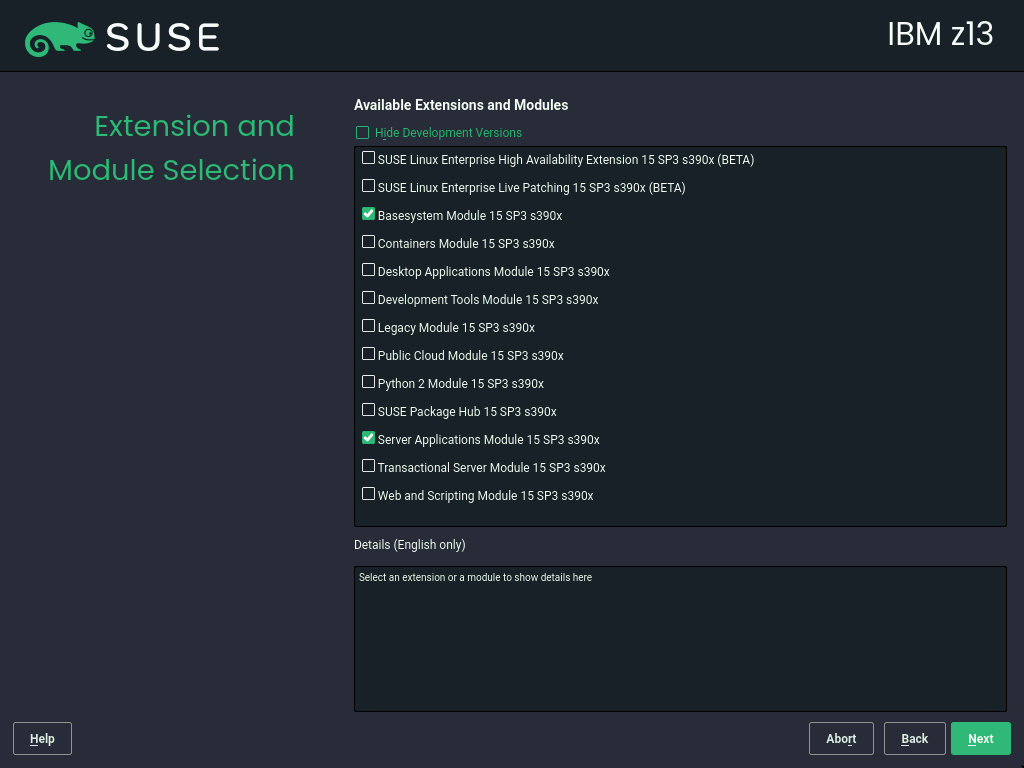 SUSE
IBM z13
Extension and
Module Selection
Available Extensions and Modules
Hide Development Versions
SUSE Linux Enterprise High Availability Extension 15 SP3 s390x (BETA)
SUSE Linux Enterprise Live Patching 15 SP3 s390x (BETA)
Basesystem Module 15 SP3 s390x
Containers Module 15 SP3 s390x
Desktop Applications Module 15 SP3 s390x
Development Tools Module 15 SP3 s390x
Legacy Module 15 SP3 s390x
Public Cloud Module 15 SP3 s390x
Python 2 Module 15 SP3 s390x
SUSE Package Hub 15 SP3 s390x
Server Applications Module 15 SP3 s390x
Transactional Server Module 15 SP3 s390x
Web and Scripting Module 15 SP3 s390x
Details (English only)
Select an extension or a module to show details here
Help
Abort
Back
Next